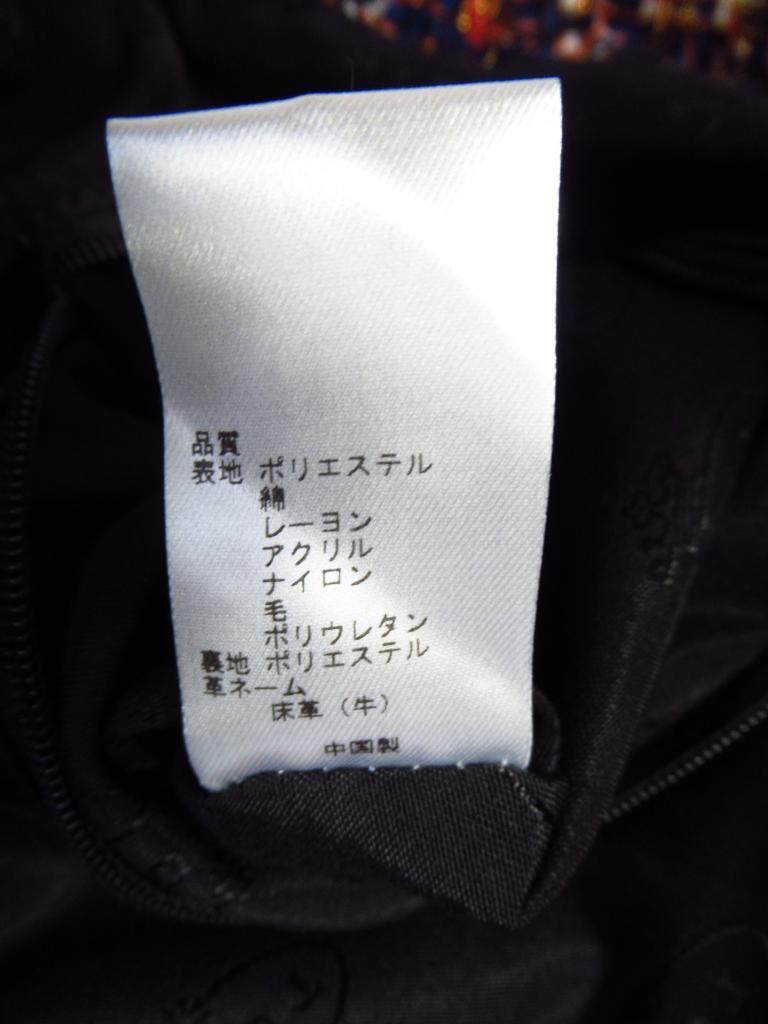 品質
表地 ポリエステル
綿
レーヨン
アクリル
ナイロン
毛
ポリウレタン
裏地 ポリエステル
革ネーム
床革（牛）
中国製